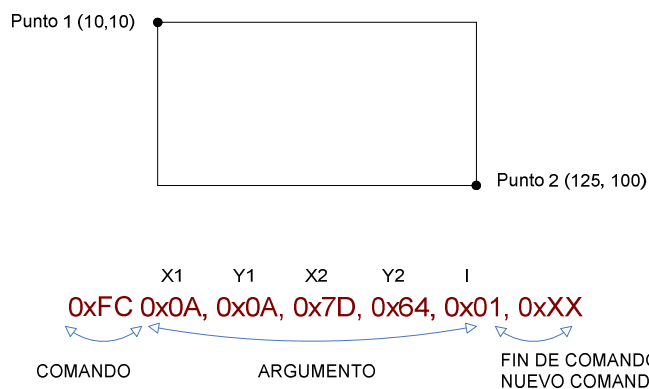 Punto 1 (10,10)
Punto 2 (125, 100)
X1 Y1 X2 Y2 I
0xFC 0x0A, 0x0A, 0x7D, 0x64, 0x01, 0xXX
COMANDO ARGUMENTO FIN DE COMANDO
NUEVO COMAND